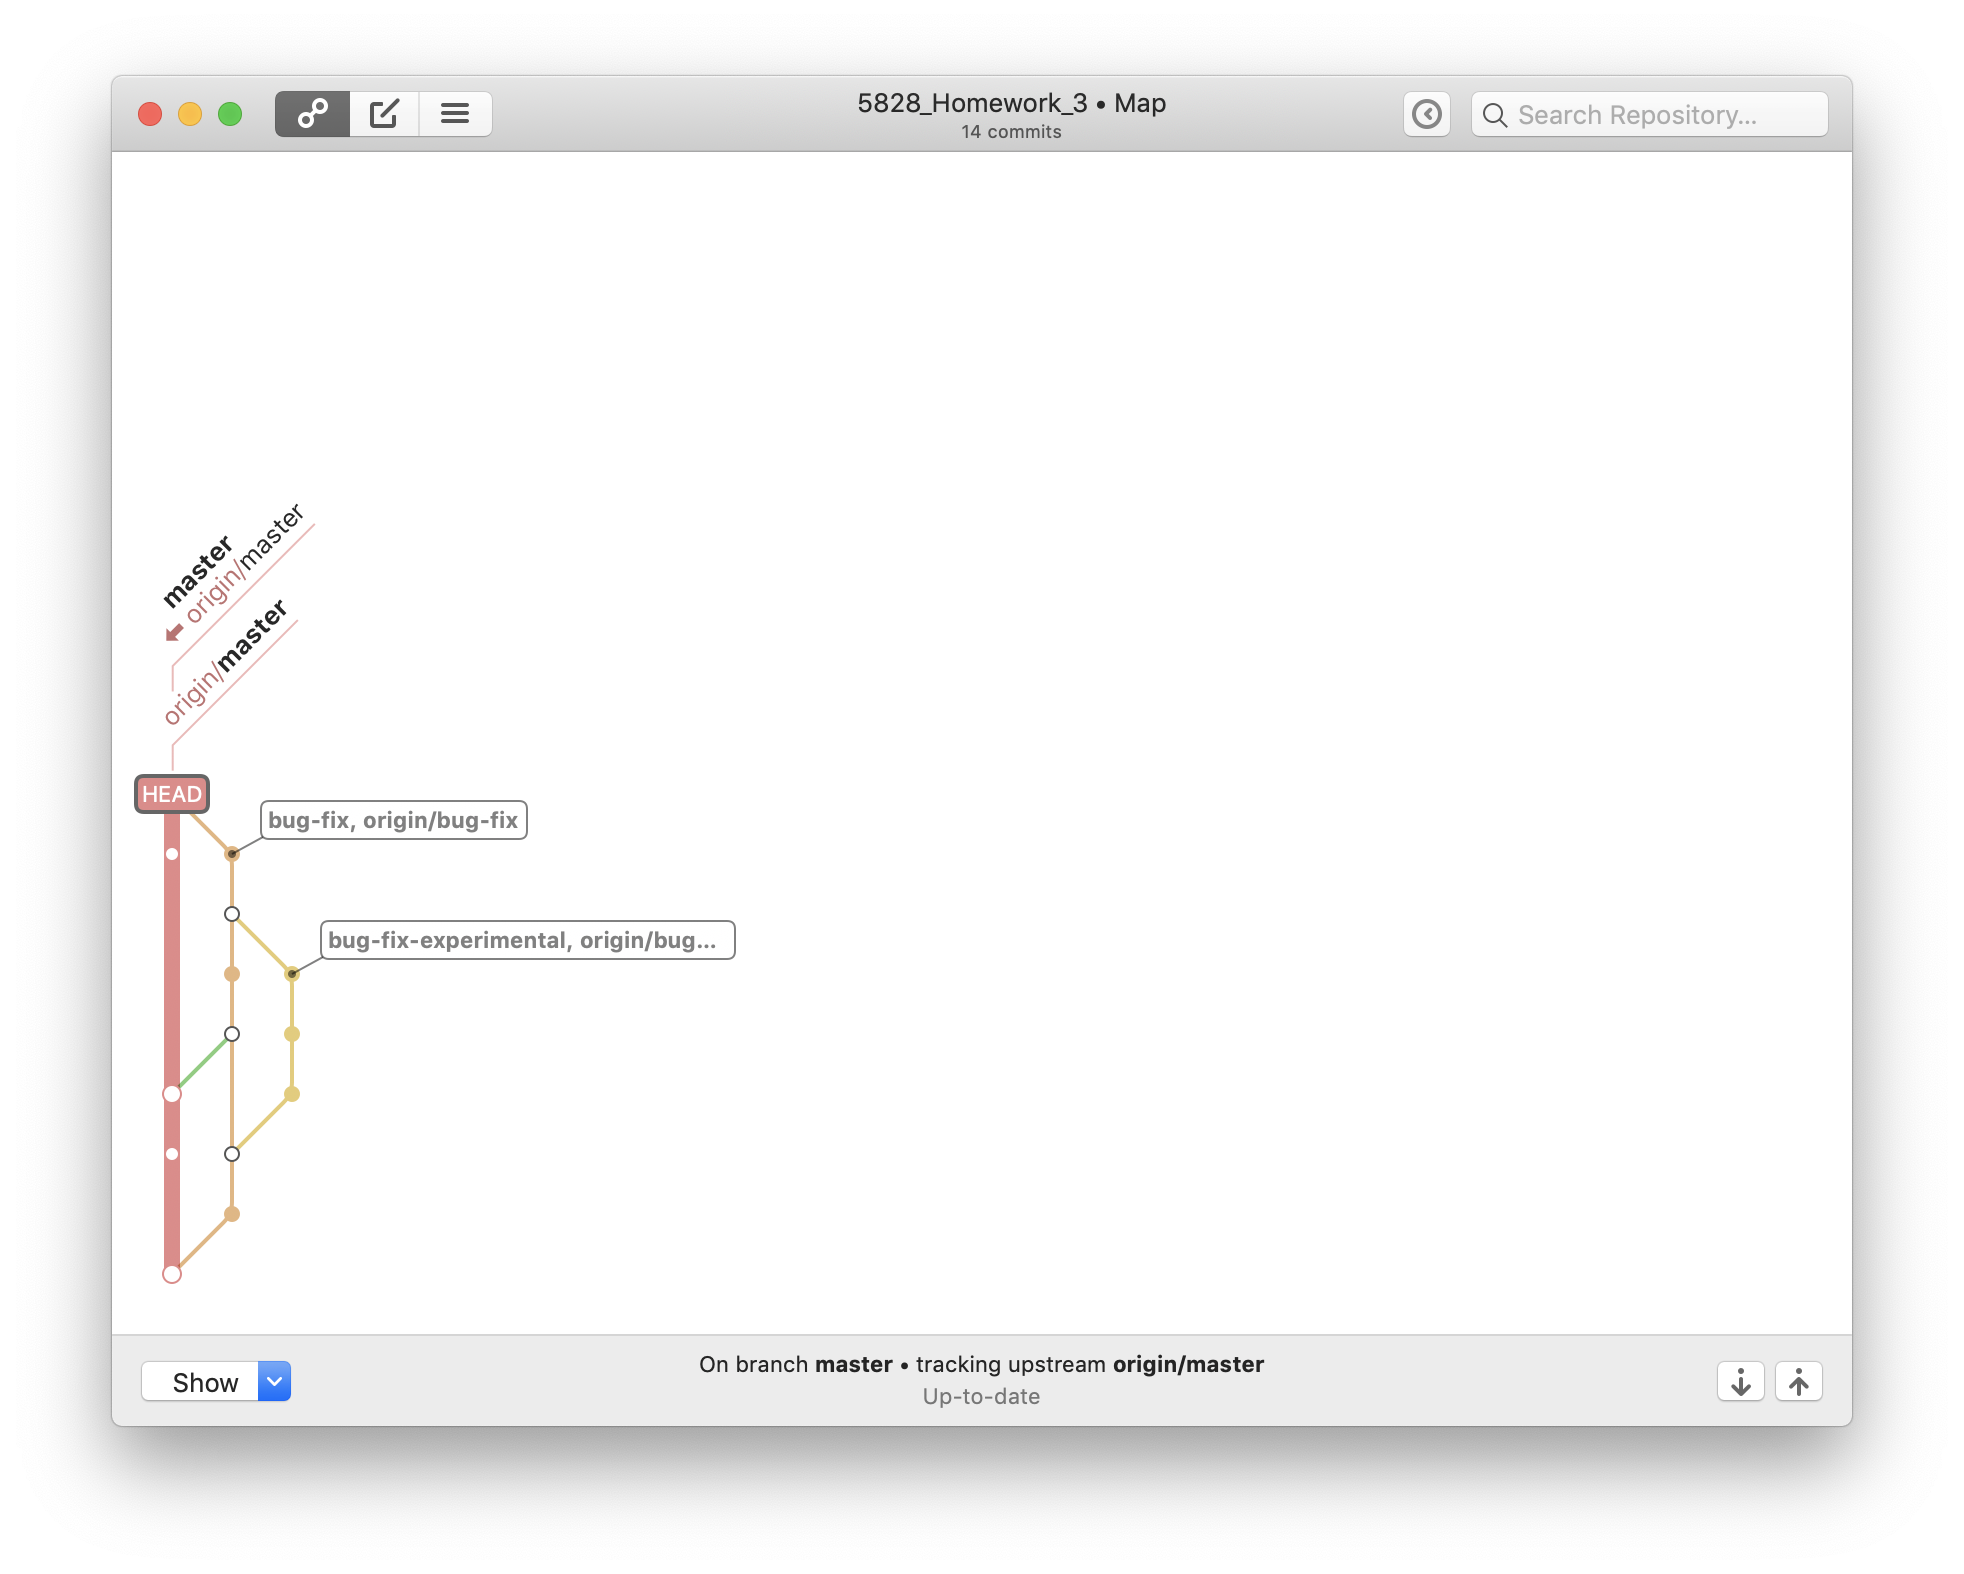 5828_Homework_3 • Map
14 commits
Search Repository...
master
origin/master
origin/master
HEAD
bug-fix, origin/bug-fix
bug-fix-experimental, origin/bug...
Show
On branch master • tracking upstream origin/master
Up-to-date